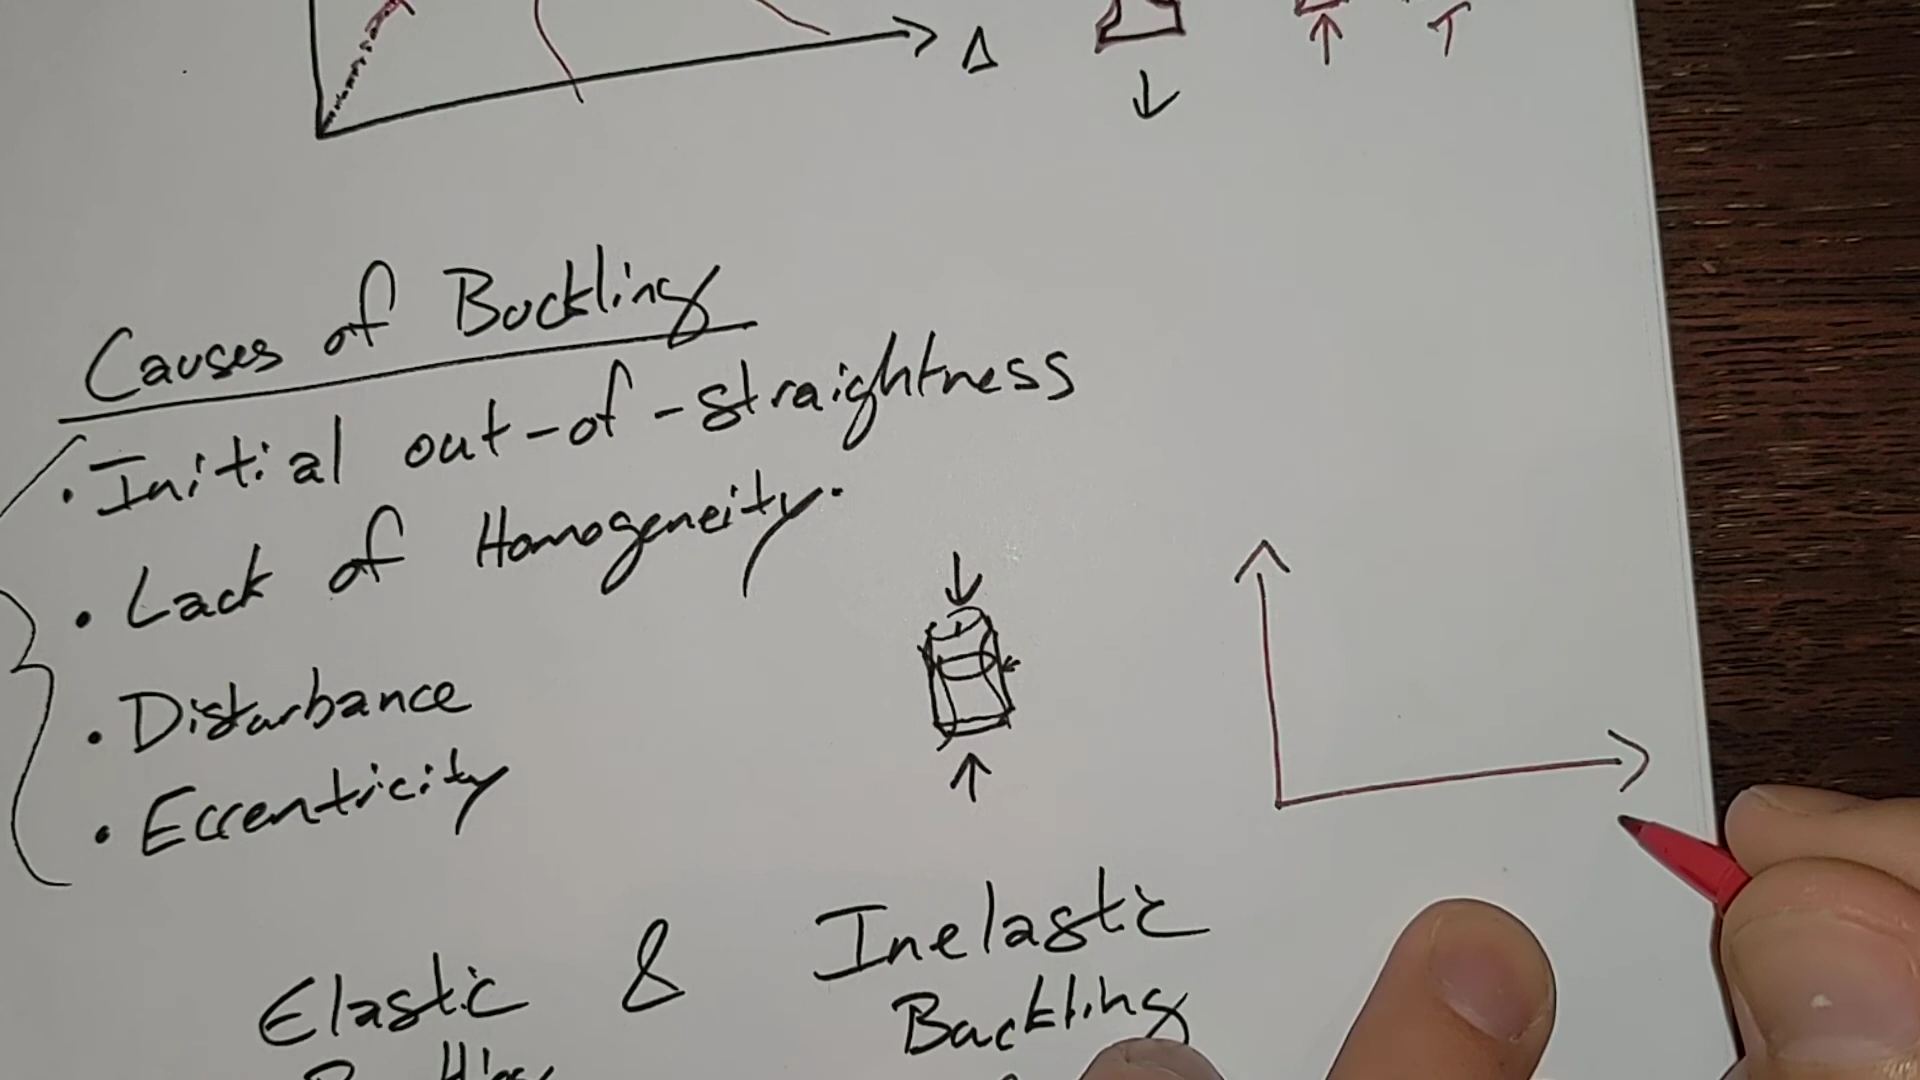 Δ
Causes of Buckling
• Initial out-of-straightness
• Lack of Homogeneity.
• Disturbance
• Eccentricity
Elastic & Inelastic
Buckling